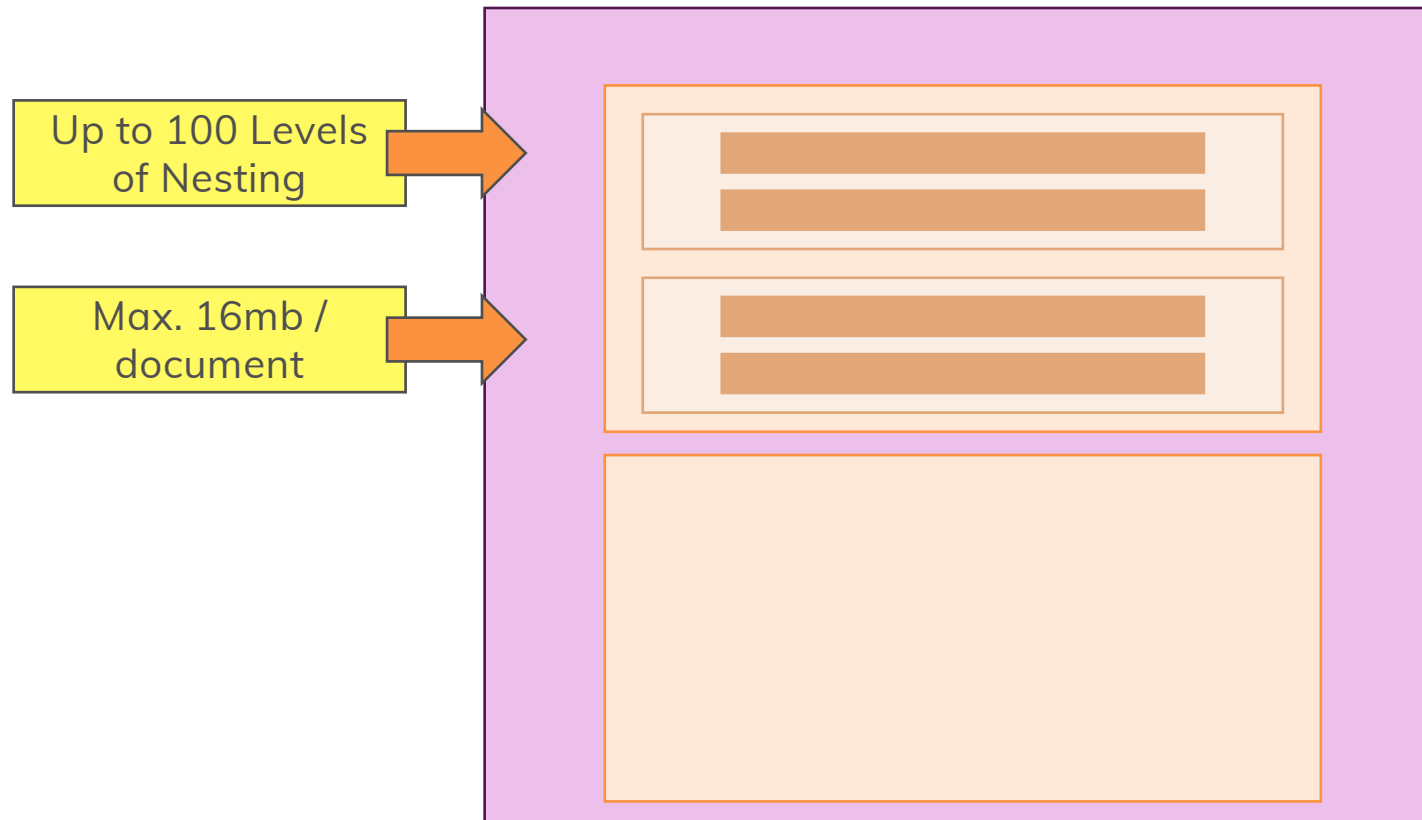 Up to 100 Levels
of Nesting
Max. 16mb /
document